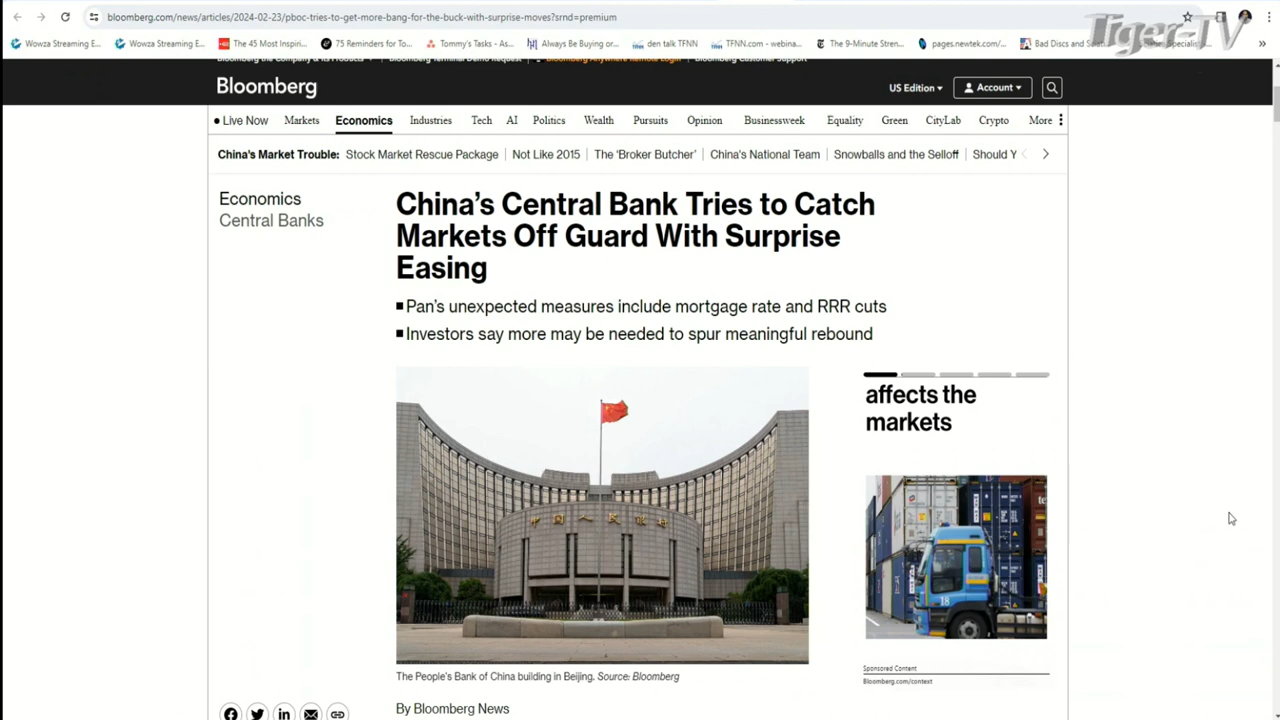 bloomberg.com/news/articles/2024-02-23/pboc-tries-to-get-more-bang-for-the-buck-with-surprise-moves?srnd=premium
Tiger-TV
Wowza Streaming E... Wowza Streaming E... The 45 Most Inspiri... 75 Reminders for To... Tommy's Tasks - As... Always Be Buying or... den talk TFNN TFNN.com - webina... The 9-Minute Stren... pages.newtek.com/... Bad Discs and
Bloomberg the Company & Its Products Bloomberg Terminal Demo Request Bloomberg Anywhere Remote Login Bloomberg Customer Support
Bloomberg US Edition Account
Live Now Markets Economics Industries Tech AI Politics Wealth Pursuits Opinion Businessweek Equality Green CityLab Crypto More
China's Market Trouble: Stock Market Rescue Package Not Like 2015 The 'Broker Butcher' China's National Team Snowballs and the Selloff Should Y
Economics
Central Banks
China's Central Bank Tries to Catch
Markets Off Guard With Surprise
Easing
Pan's unexpected measures include mortgage rate and RRR cuts
Investors say more may be needed to spur meaningful rebound
affects the
markets
中国人民银行
18
The People's Bank of China building in Beijing. Source: Bloomberg
Sponsored Content
Bloomberg.com/context
By Bloomberg News